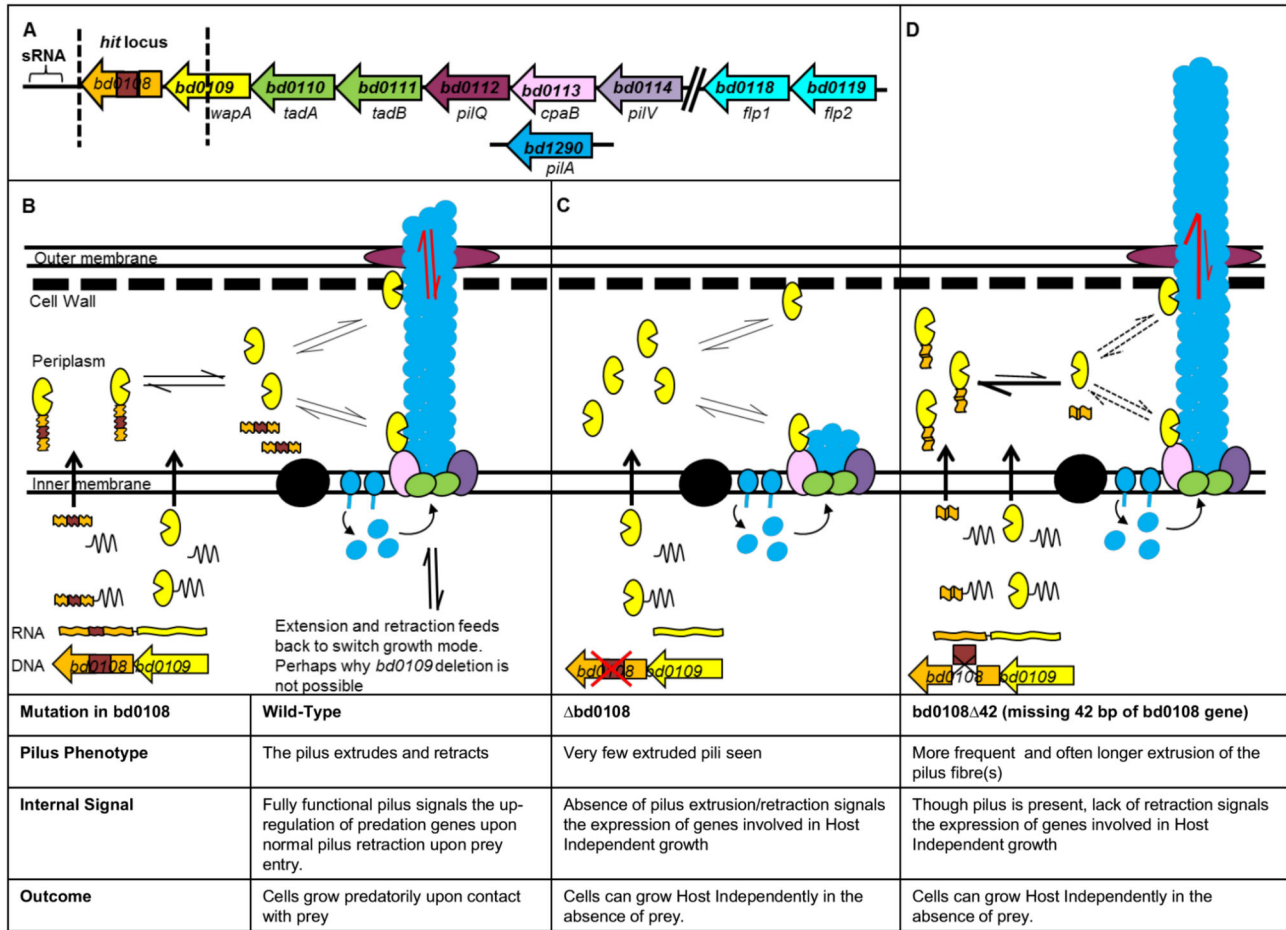 A
sRNA
hit locus
bd0108
bd0109
bd0110
bd0111
bd0112
bd0113
bd0114
bd0118
bd0119
wapA
tadA
tadB
pilQ
cpaB
pilV
flp1
flp2
bd1290
pilA
B
Outer membrane
Cell Wall
Periplasm
Inner membrane
RNA
DNA
bd0108
bd0109
Extension and retraction feeds
back to switch growth mode.
Perhaps why bd0109 deletion is
not possible
C
bd0108
bd0109
D
bd0108
bd0109
Mutation in bd0108
Wild-Type
Δbd0108
bd0108Δ42 (missing 42 bp of bd0108 gene)
Pilus Phenotype
The pilus extrudes and retracts
Very few extruded pili seen
More frequent and often longer extrusion of the
pilus fibre(s)
Internal Signal
Fully functional pilus signals the up-
regulation of predation genes upon
normal pilus retraction upon prey
entry.
Absence of pilus extrusion/retraction signals
the expression of genes involved in Host
Independent growth
Though pilus is present, lack of retraction signals
the expression of genes involved in Host
Independent growth
Outcome
Cells grow predatorily upon contact
with prey
Cells can grow Host Independently in the
absence of prey.
Cells can grow Host Independently in the
absence of prey.